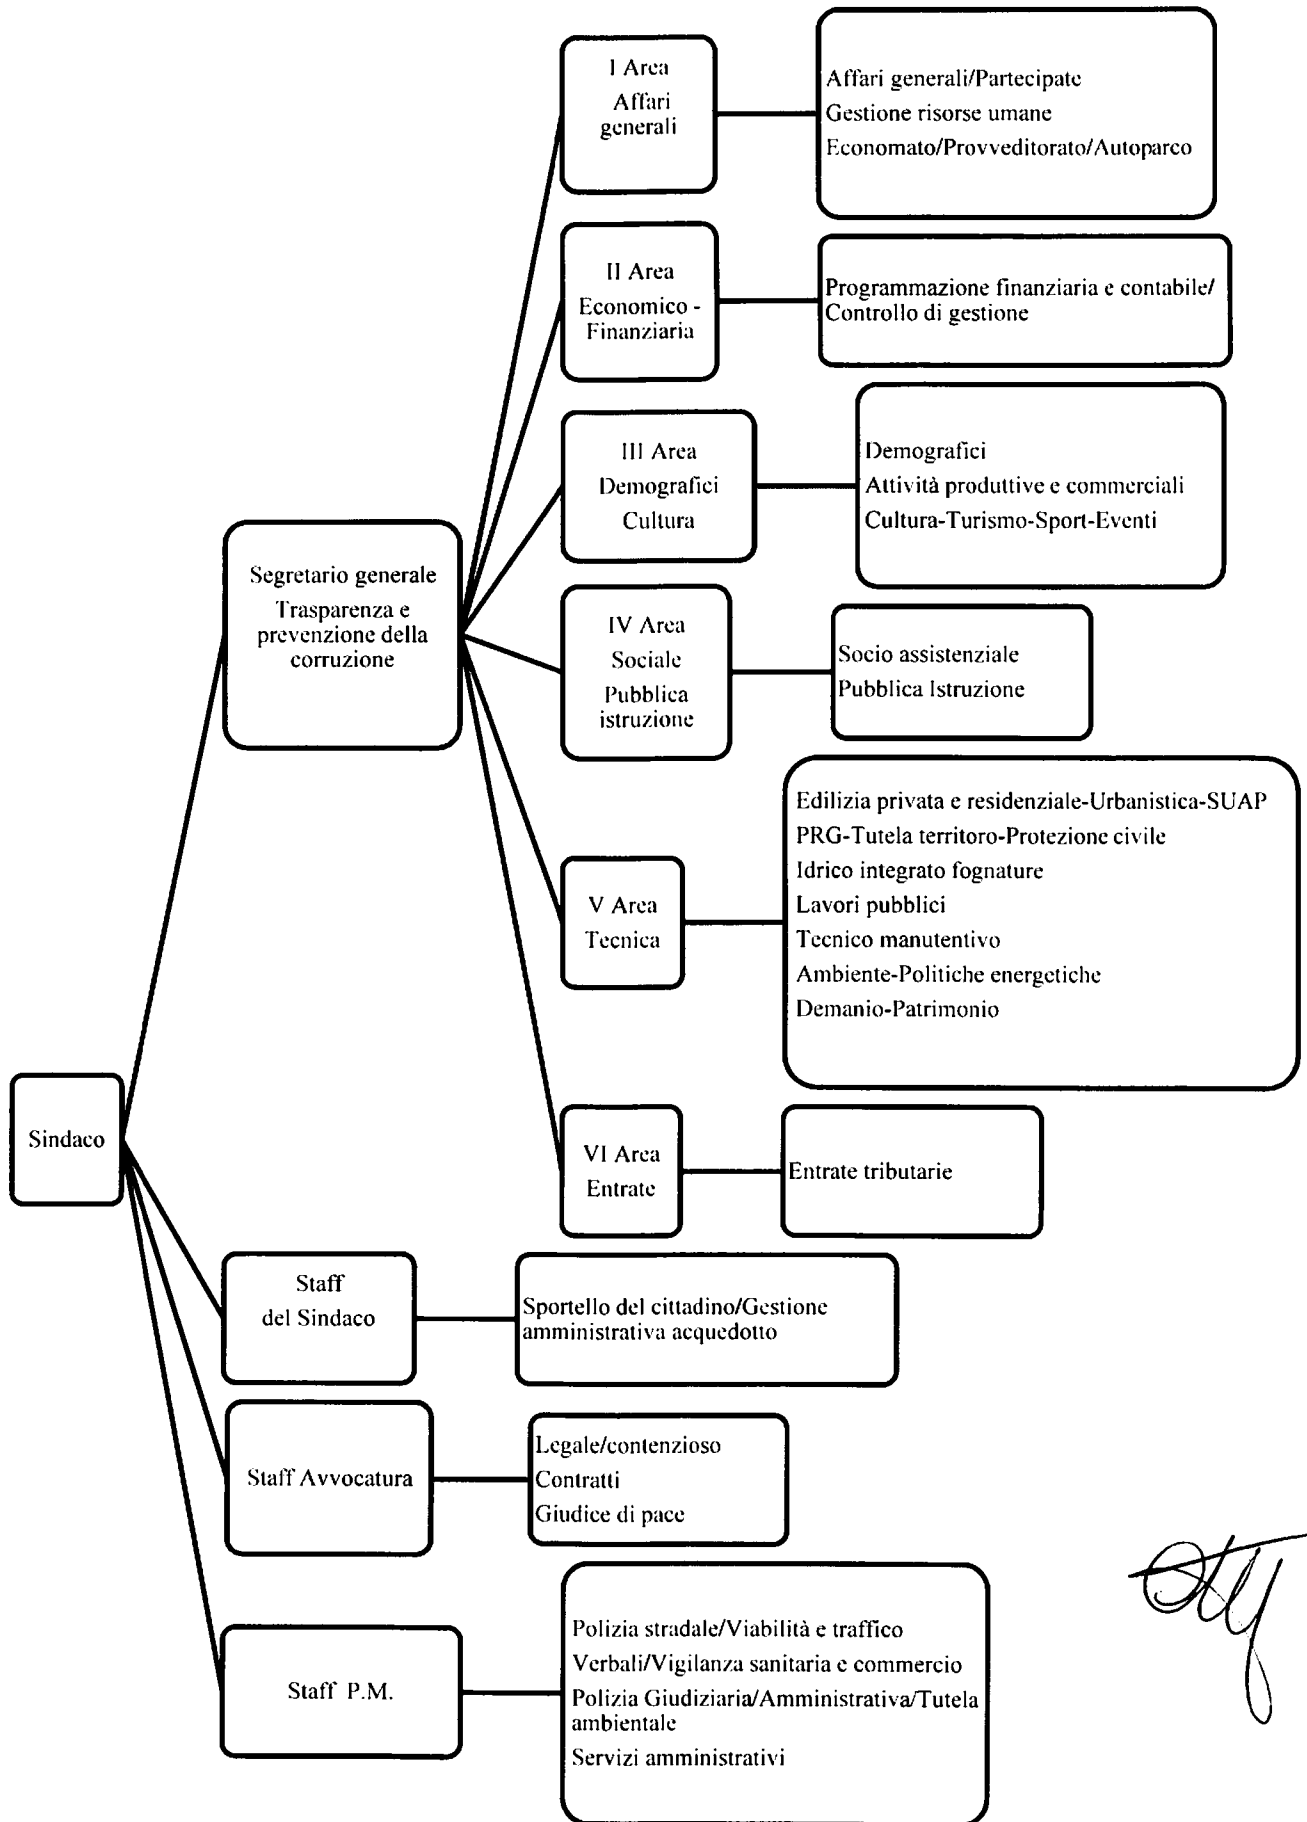 I Area
Affari
generali
Affari generali/Partecipate
Gestione risorse umane
Economato/Provveditorato/Autoparco
II Area
Economico -
Finanziaria
Programmazione finanziaria e contabile/
Controllo di gestione
III Area
Demografici
Cultura
Demografici
Attività produttive e commerciali
Cultura-Turismo-Sport-Eventi
Segretario generale
Trasparenza e
prevenzione della
corruzione
IV Area
Sociale
Pubblica
istruzione
Socio assistenziale
Pubblica Istruzione
V Area
Tecnica
Edilizia privata e residenziale-Urbanistica-SUAP
PRG-Tutela territoro-Protezione civile
Idrico integrato fognature
Lavori pubblici
Tecnico manutentivo
Ambiente-Politiche energetiche
Demanio-Patrimonio
Sindaco
VI Area
Entrate
Entrate tributarie
Staff
del Sindaco
Sportello del cittadino/Gestione
amministrativa acquedotto
Staff Avvocatura
Legale/contenzioso
Contratti
Giudice di pace
Staff P.M.
Polizia stradale/Viabilità e traffico
Verbali/Vigilanza sanitaria e commercio
Polizia Giudiziaria/Amministrativa/Tutela
ambientale
Servizi amministrativi